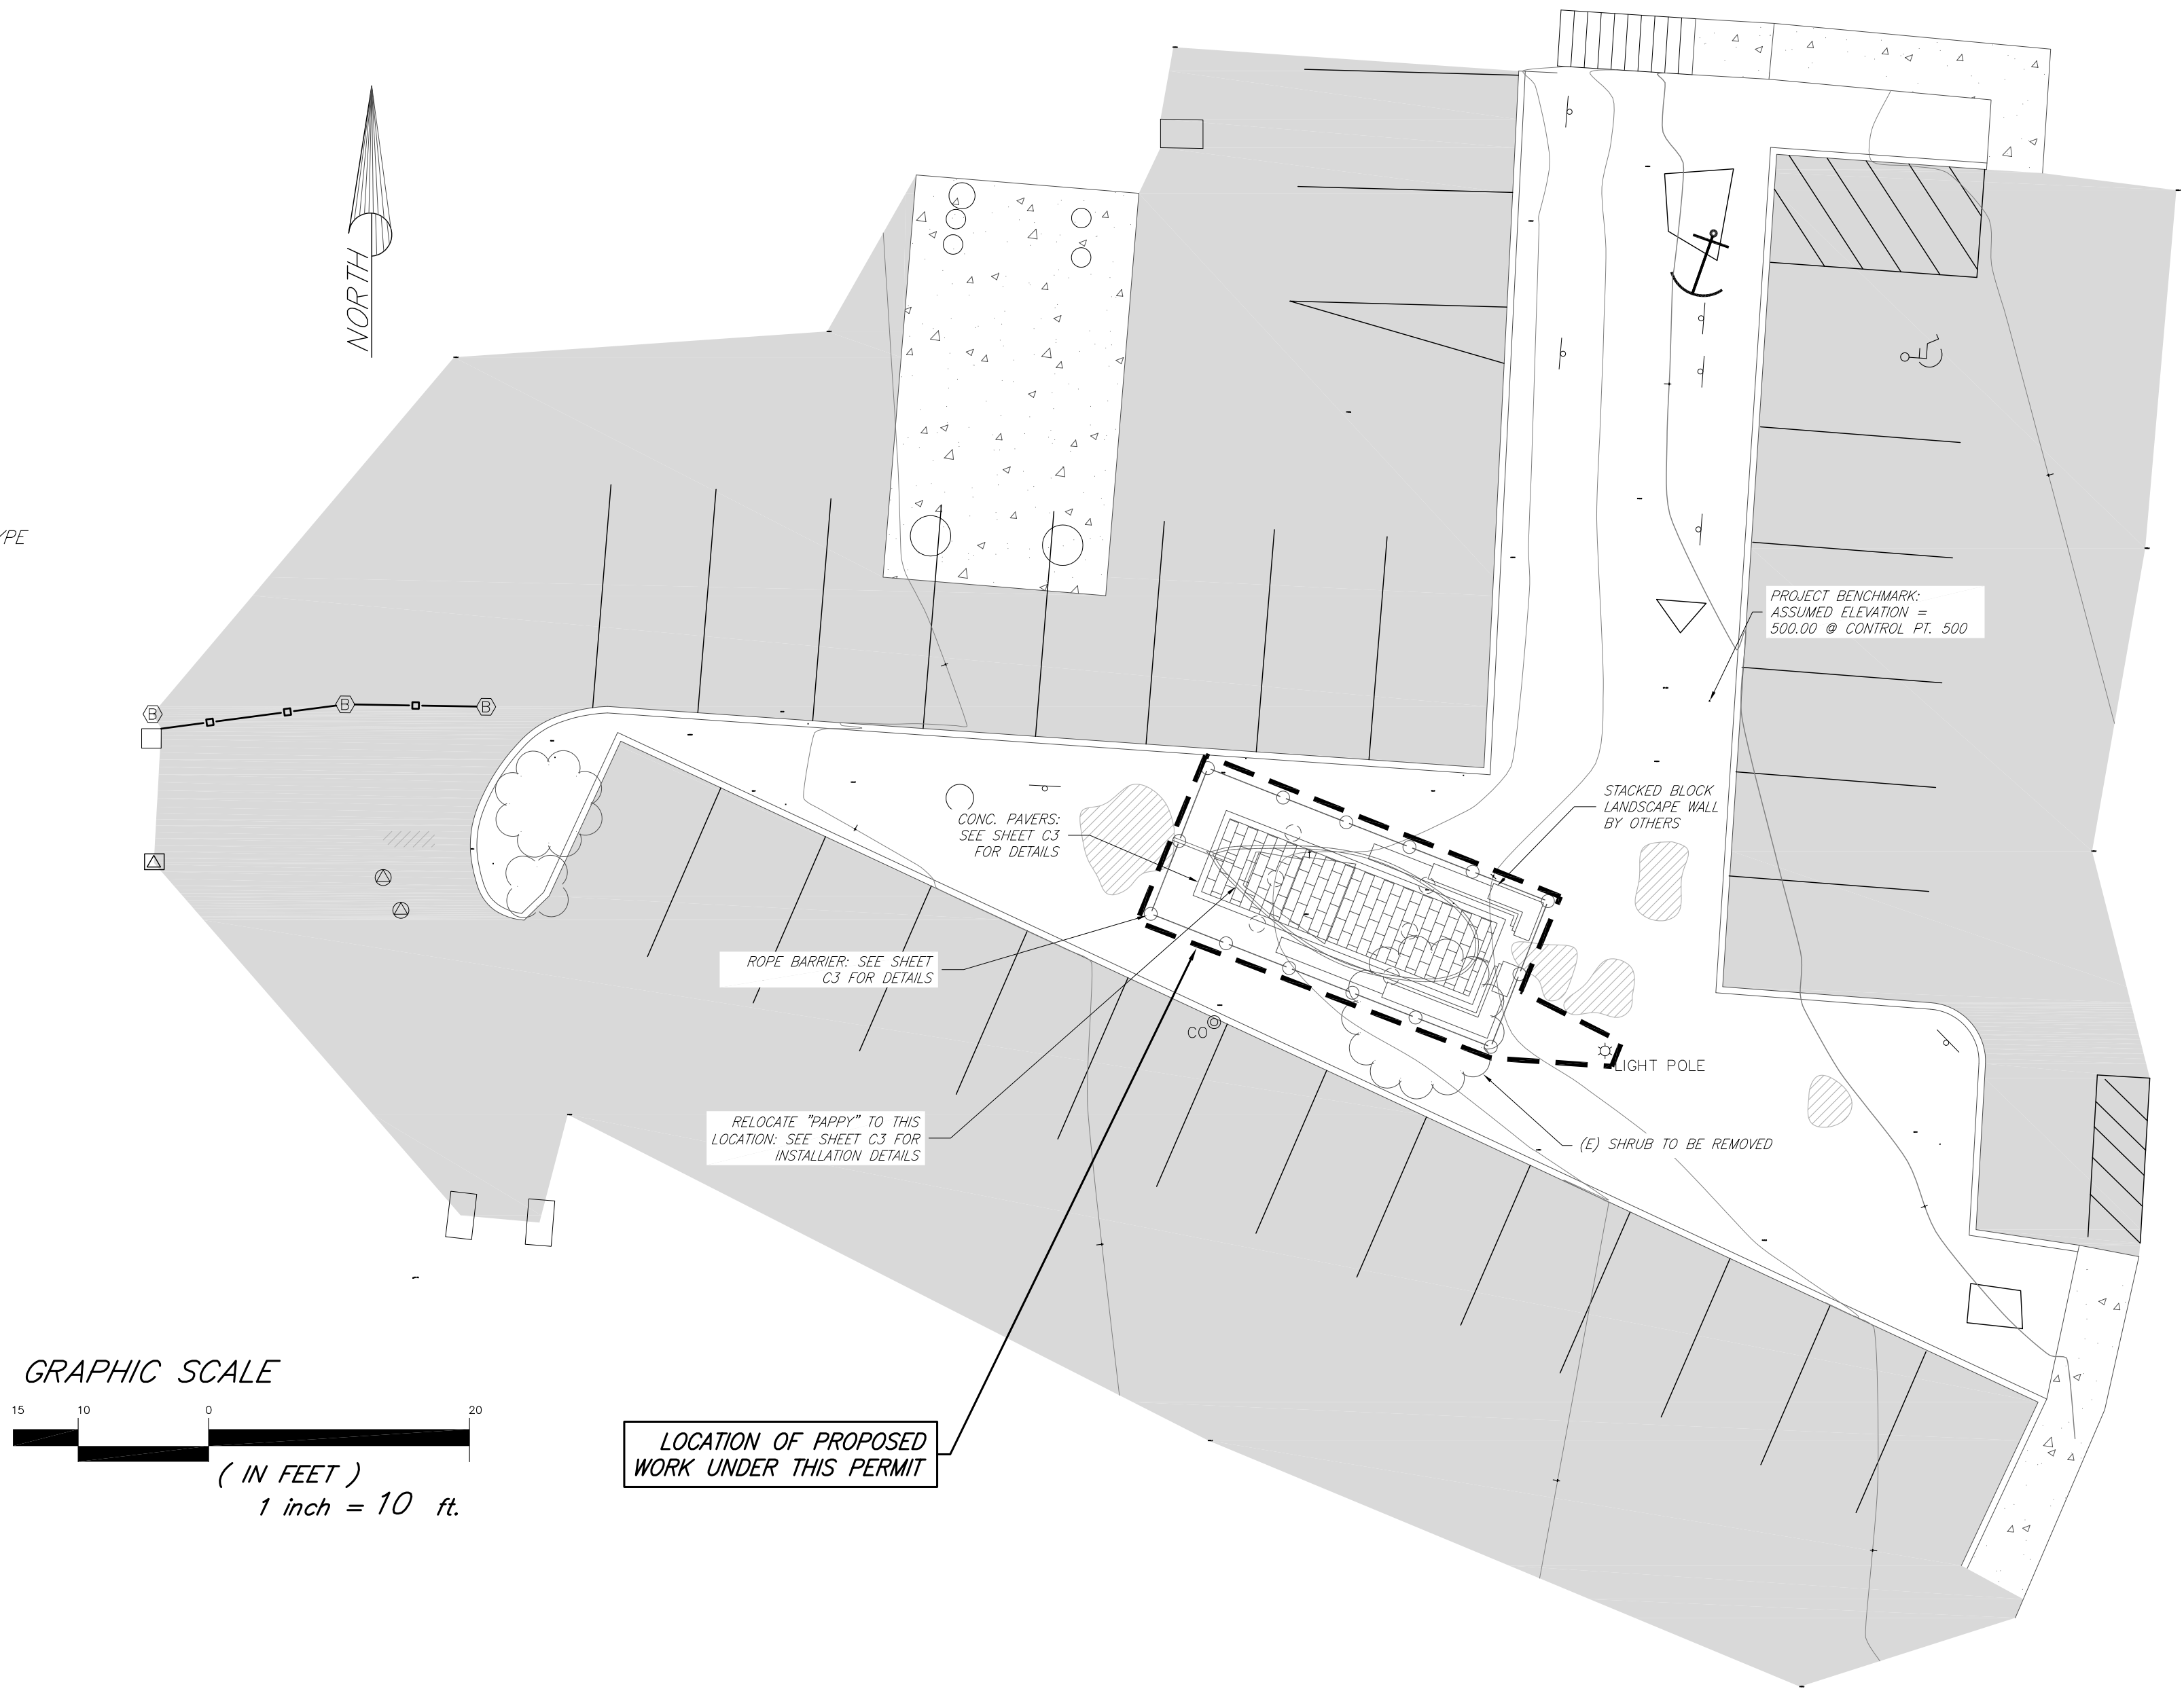 NORTH
PROJECT BENCHMARK:
ASSUMED ELEVATION =
500.00 @ CONTROL PT. 500
B
B
B
STACKED BLOCK
LANDSCAPE WALL
BY OTHERS
CONC. PAVERS:
SEE SHEET C3
FOR DETAILS
ROPE BARRIER: SEE SHEET
C3 FOR DETAILS
CO
LIGHT POLE
RELOCATE "PAPPY" TO THIS
LOCATION: SEE SHEET C3 FOR
INSTALLATION DETAILS
(E) SHRUB TO BE REMOVED
GRAPHIC SCALE
15 10 0 20
( IN FEET )
1 inch = 10 ft.
LOCATION OF PROPOSED
WORK UNDER THIS PERMIT